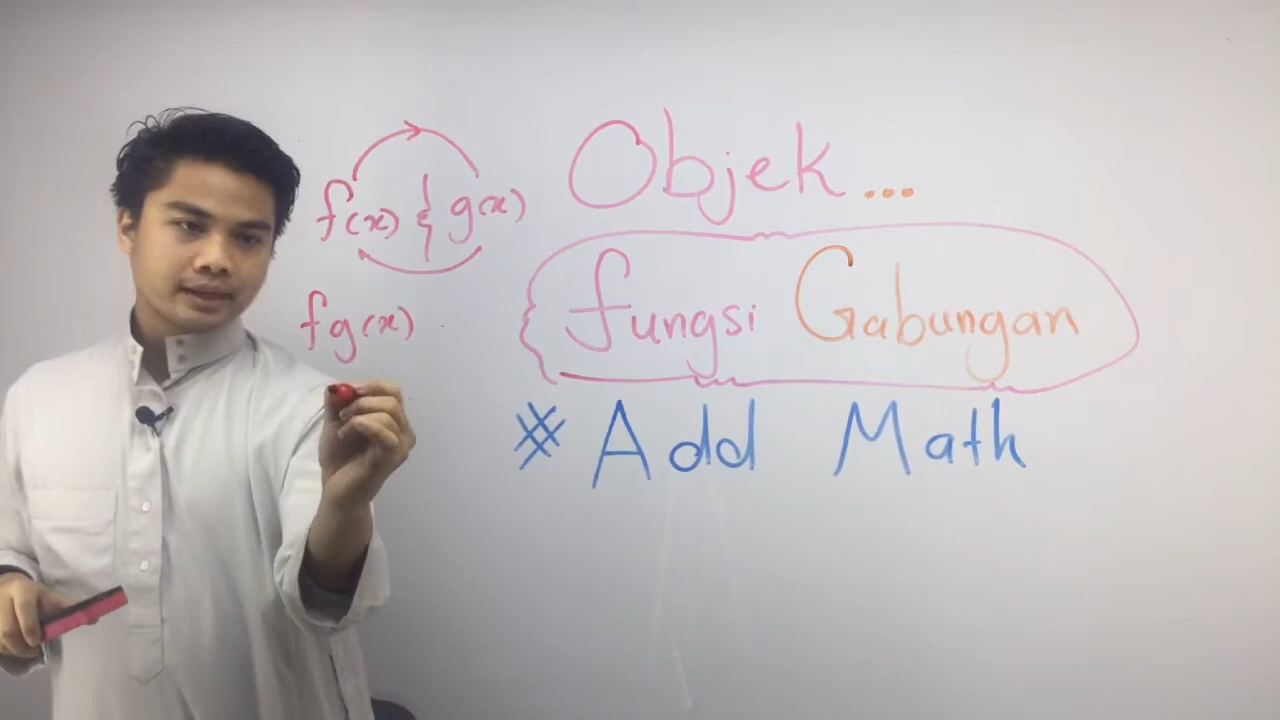 f(x) & g(x)
fg(x)
Objek...
Fungsi Gabungan
# Add Math